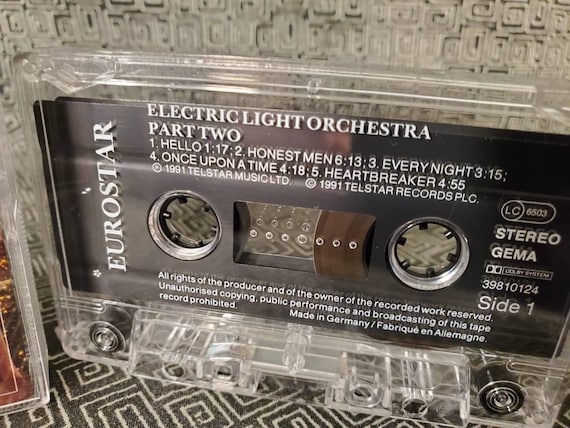 ELECTRIC LIGHT ORCHESTRA
PART TWO
1. HELLO 1:17; 2. HONEST MEN 6:13; 3. EVERY NIGHT 3:15;
4. ONCE UPON A TIME 4:18; 5. HEARTBREAKER 4:55
Ⓟ 1991 TELSTAR MUSIC LTD. © 1991 TELSTAR RECORDS PLC.
EUROSTAR
LC 6503
STEREO
GEMA
DOLBY SYSTEM
39810124
Side 1
All rights of the producer and of the owner of the recorded work reserved.
Unauthorised copying, public performance and broadcasting of this tape
record prohibited.
Made in Germany / Fabriqué en Allemagne.